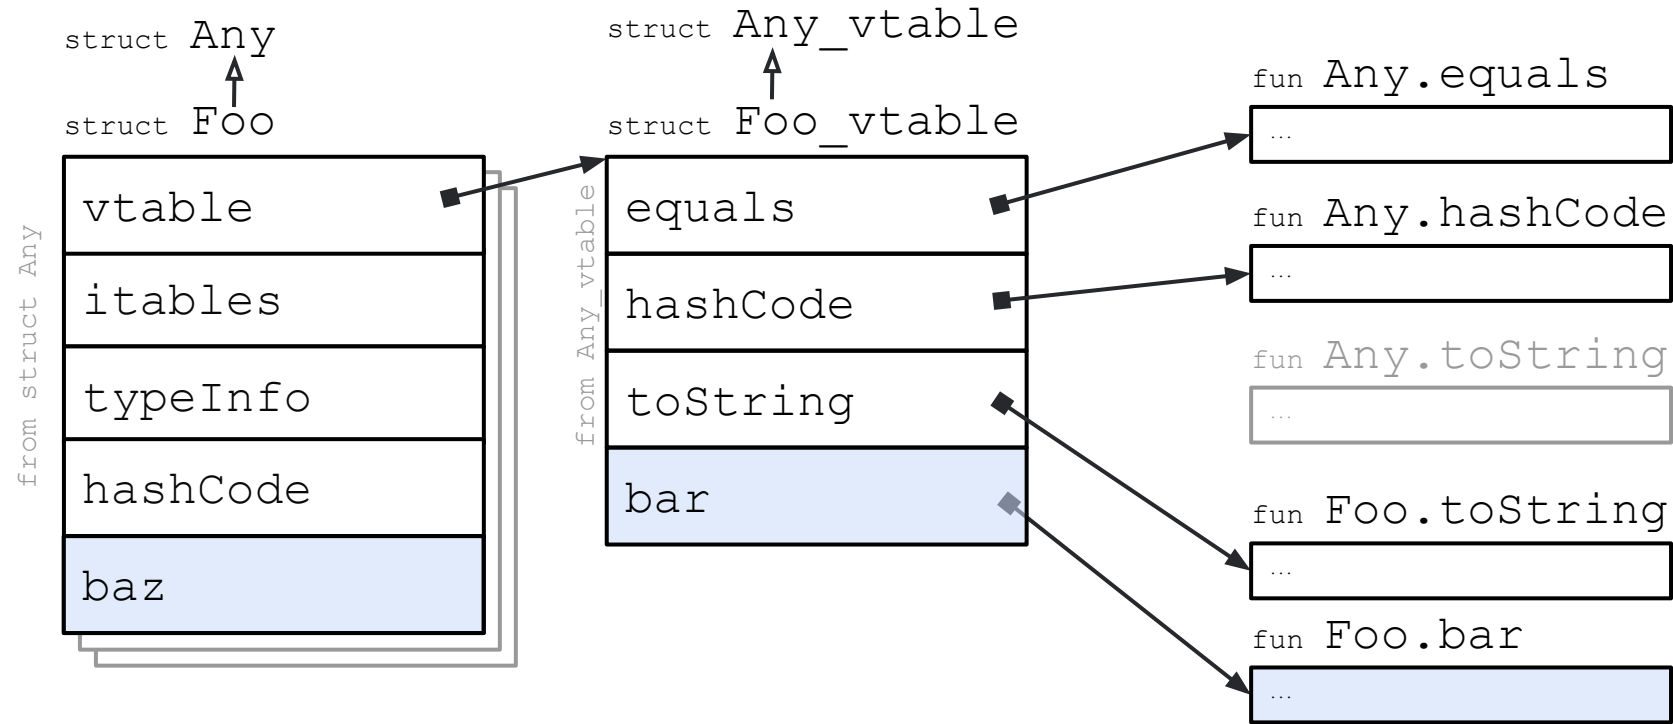 struct Any
struct Foo
from struct Any
vtable
itables
typeInfo
hashCode
baz
struct Any_vtable
struct Foo_vtable
from Any_vtable
equals
hashCode
toString
bar
fun Any.equals
...
fun Any.hashCode
...
fun Any.toString
...
fun Foo.toString
...
fun Foo.bar
...